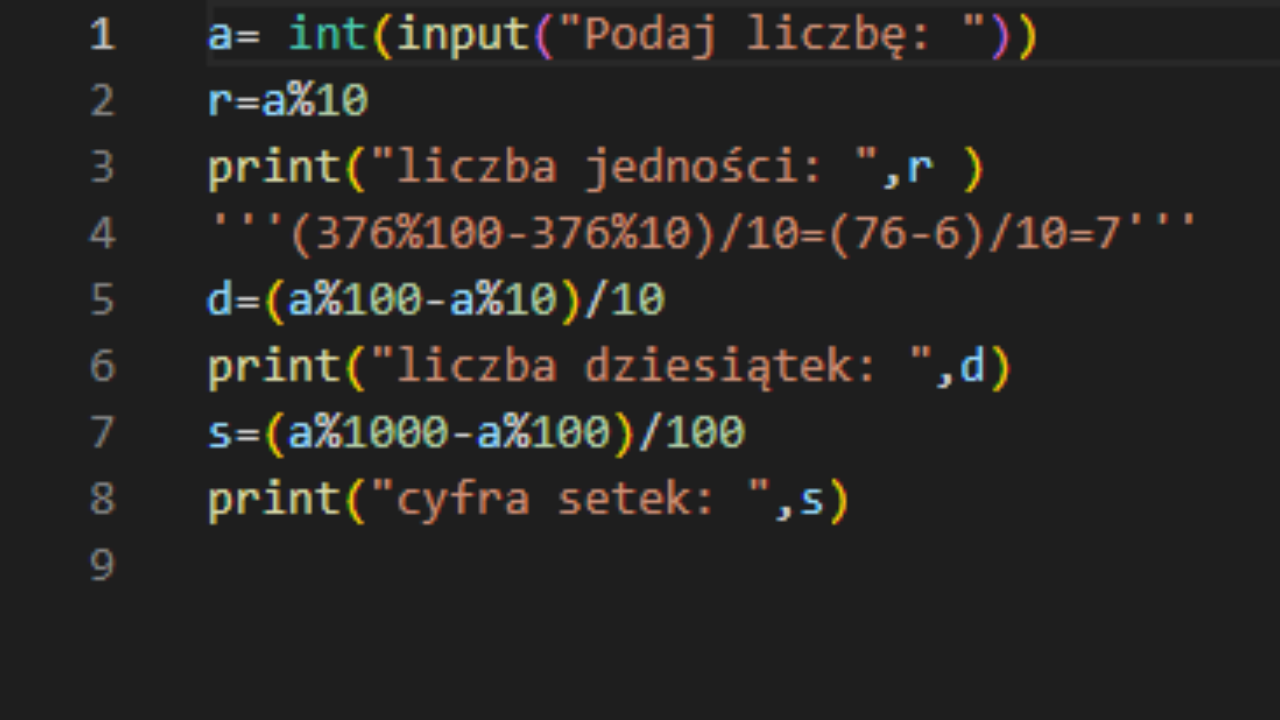 1 a= int(input("Podaj liczbę: "))
2 r=a%10
3 print("liczba jedności: ",r )
4 '''(376%100-376%10)/10=(76-6)/10=7'''
5 d=(a%100-a%10)/10
6 print("liczba dziesiątek: ",d)
7 s=(a%1000-a%100)/100
8 print("cyfra setek: ",s)
9